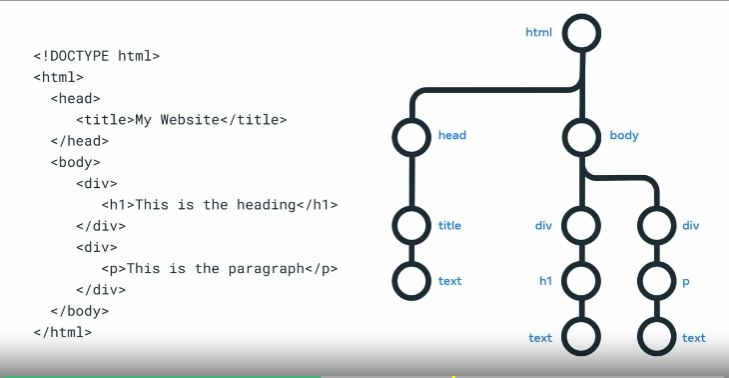 <!DOCTYPE html>
<html>
<head>
<title>My Website</title>
</head>
<body>
<div>
<h1>This is the heading</h1>
</div>
<div>
<p>This is the paragraph</p>
</div>
</body>
</html>
html
head
body
title
div
div
text
h1
p
text
text